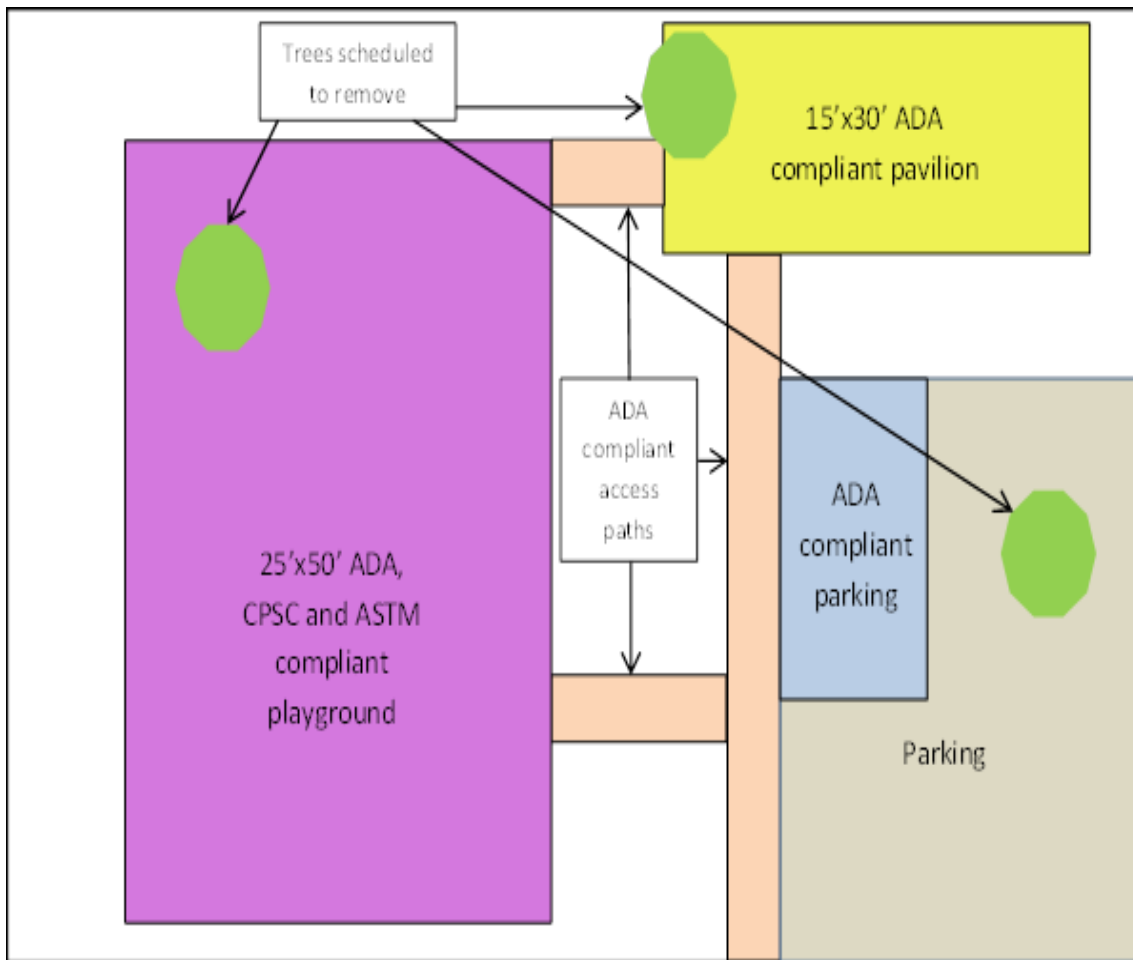 Trees scheduled
to remove
15’x30’ ADA
compliant pavilion
ADA
compliant
access
paths
ADA
compliant
parking
25’x50’ ADA,
CPSC and ASTM
compliant
playground
Parking